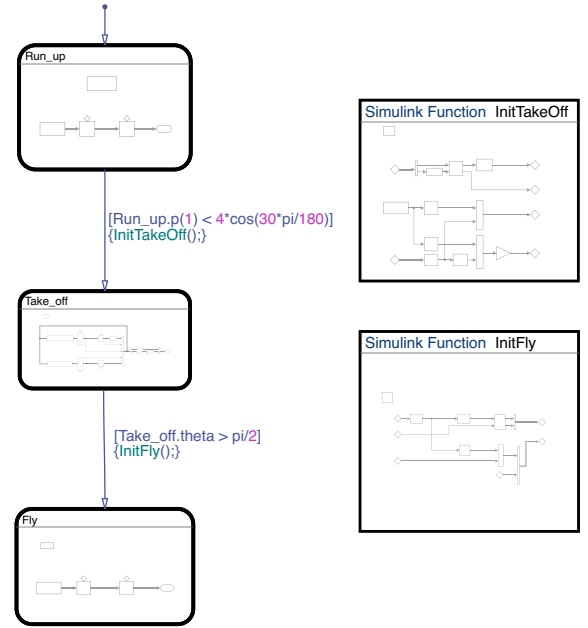 Run_up
Simulink Function InitTakeOff
[Run_up.p(1) < 4*cos(30*pi/180)]
{InitTakeOff();}
Take_off
Simulink Function InitFly
[Take_off.theta > pi/2]
{InitFly();}
Fly